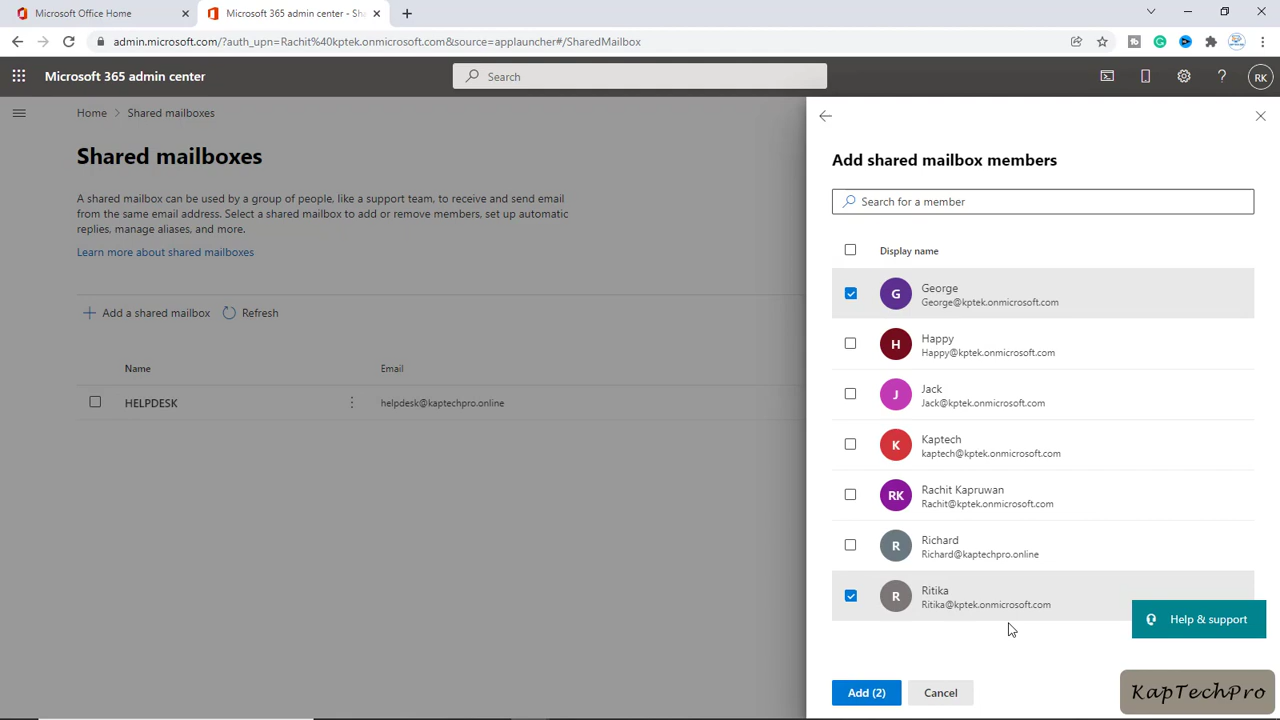 Microsoft Office Home
Microsoft 365 admin center - Sha
admin.microsoft.com/?auth_upn=Rachit%40kptek.onmicrosoft.com&source=applauncher#/SharedMailbox
Microsoft 365 admin center
Search
RK
Home
Shared mailboxes
Shared mailboxes
A shared mailbox can be used by a group of people, like a support team, to receive and send email
from the same email address. Select a shared mailbox to add or remove members, set up automatic
replies, manage aliases, and more.
Learn more about shared mailboxes
Add a shared mailbox
Refresh
Name
Email
HELPDESK
helpdesk@kaptechpro.online
Add shared mailbox members
Search for a member
Display name
G
George
George@kptek.onmicrosoft.com
H
Happy
Happy@kptek.onmicrosoft.com
J
Jack
Jack@kptek.onmicrosoft.com
K
Kaptech
kaptech@kptek.onmicrosoft.com
RK
Rachit Kapruwan
Rachit@kptek.onmicrosoft.com
R
Richard
Richard@kaptechpro.online
R
Ritika
Ritika@kptek.onmicrosoft.com
Help & support
Add (2)
Cancel
KapTechPro